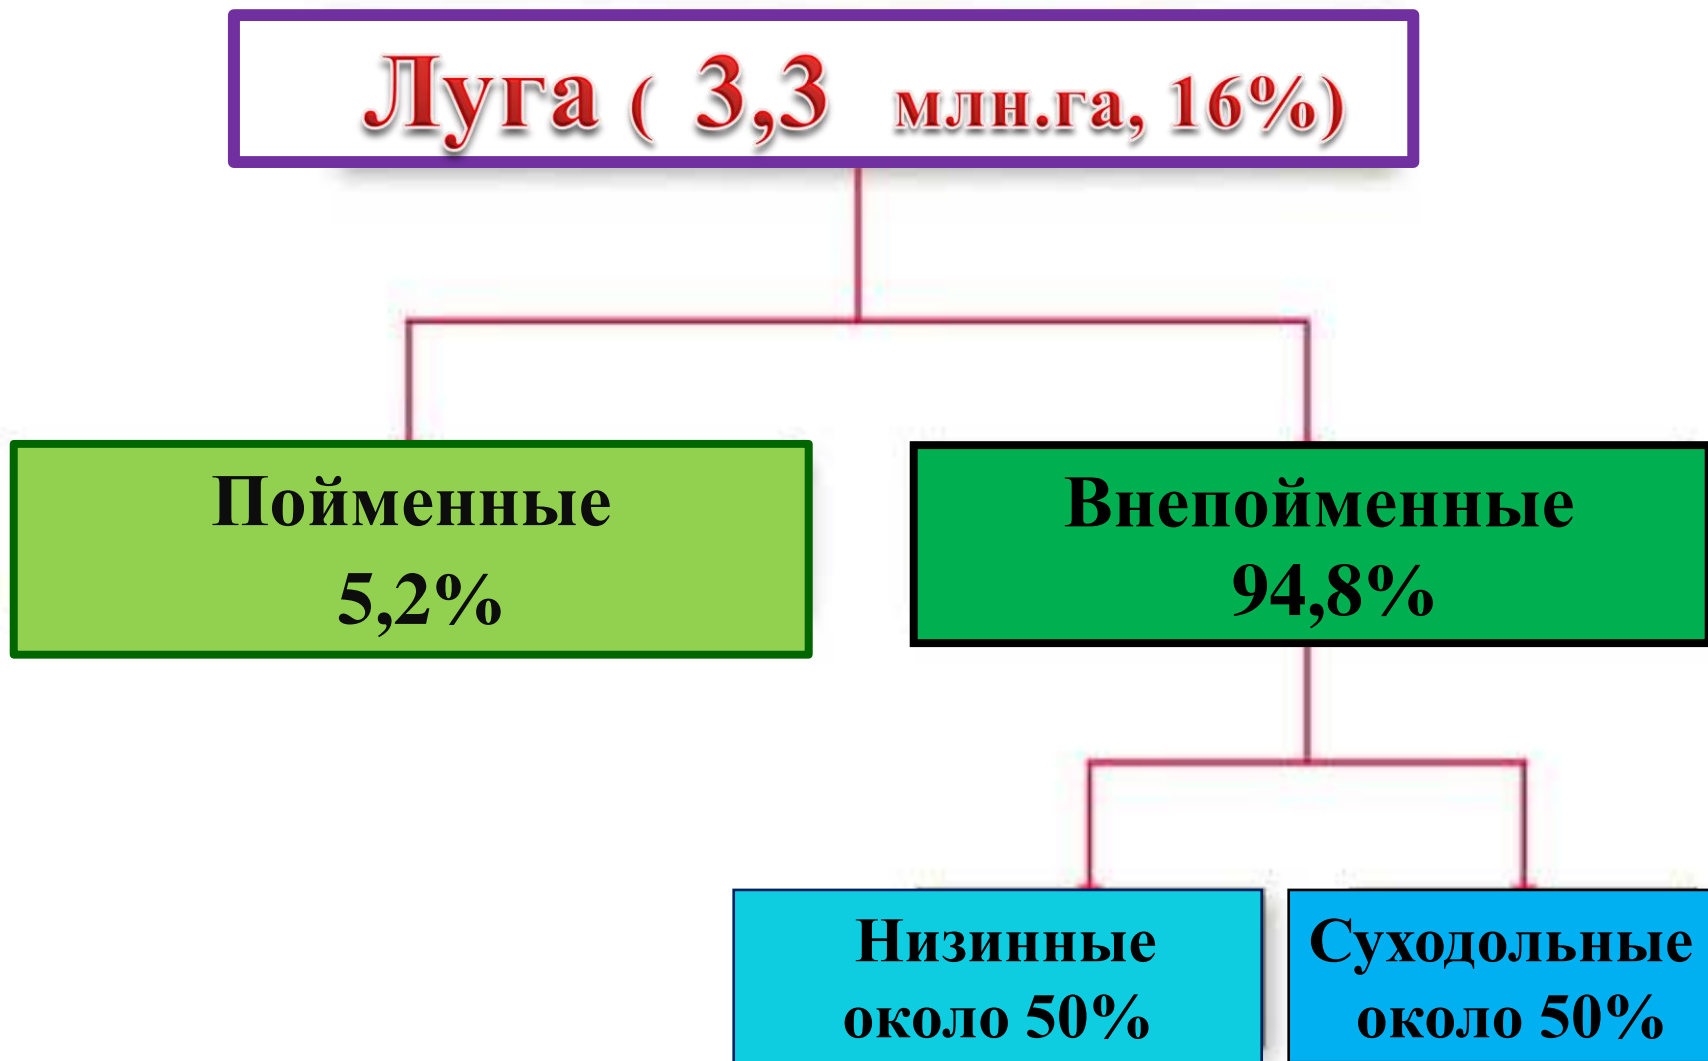 Луга ( 3,3 млн.га, 16%)
Пойменные
5,2%
Внепойменные
94,8%
Низинные
около 50%
Суходольные
около 50%